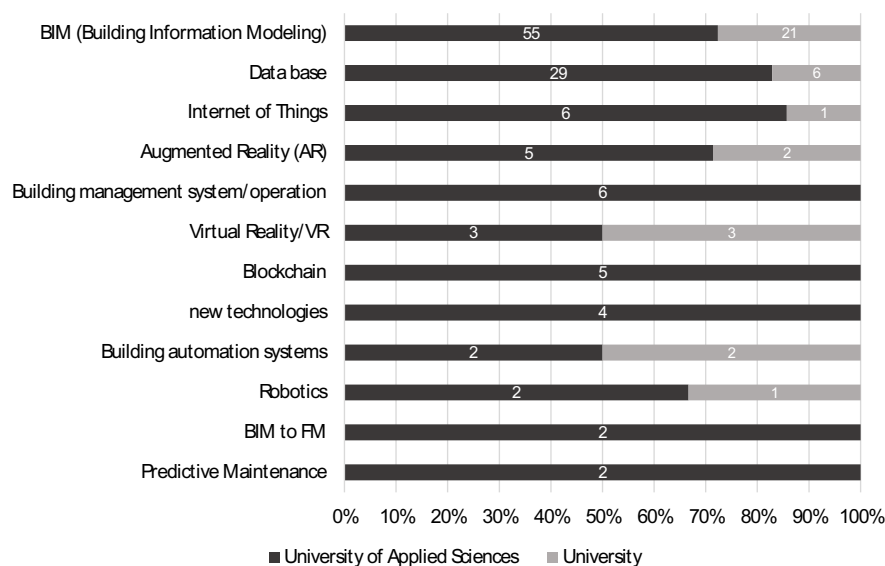 BIM (Building Information Modeling) 55 21
Data base 29 6
Internet of Things 6 1
Augmented Reality (AR) 5 2
Building management system/operation 6
Virtual Reality/VR 3 3
Blockchain 5
new technologies 4
Building automation systems 2 2
Robotics 2 1
BIM to FM 2
Predictive Maintenance 2
0% 10% 20% 30% 40% 50% 60% 70% 80% 90% 100%
University of Applied Sciences University